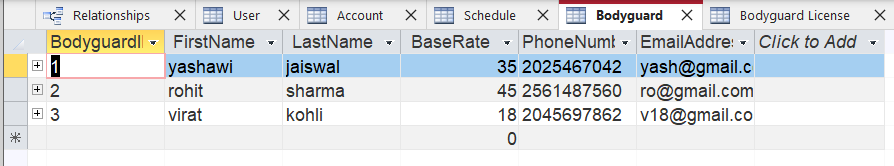 Relationships User Account Schedule Bodyguard Bodyguard License
BodyguardI FirstName LastName BaseRate PhoneNumb EmailAddres Click to Add
1 yashawi jaiswal 35 2025467042 yash@gmail.c
2 rohit sharma 45 2561487560 ro@gmail.com
3 virat kohli 18 2045697862 v18@gmail.co
0